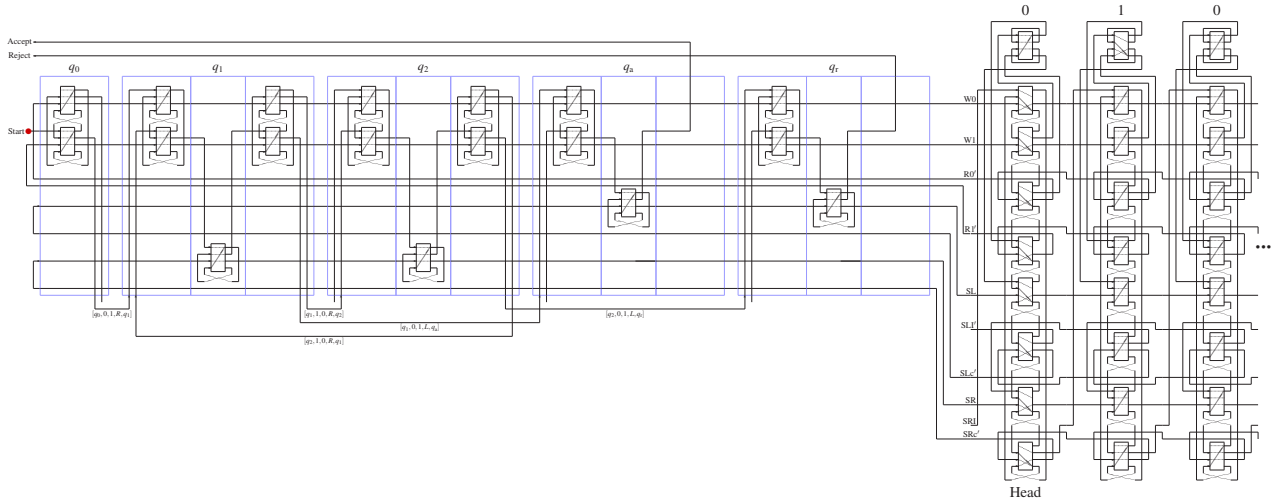 0 1 0
Accept
Reject
q0 q1 q2 qa qr
W0
Start
W1
R0′
R1′
...
SL
[q0,0,1,R,q1] [q1,1,0,R,q2] [q2,0,1,L,qr]
[q1,0,1,L,qa]
SL1′
[q2,1,0,R,q1]
SLc′
SR
SR1
SRc′
Head